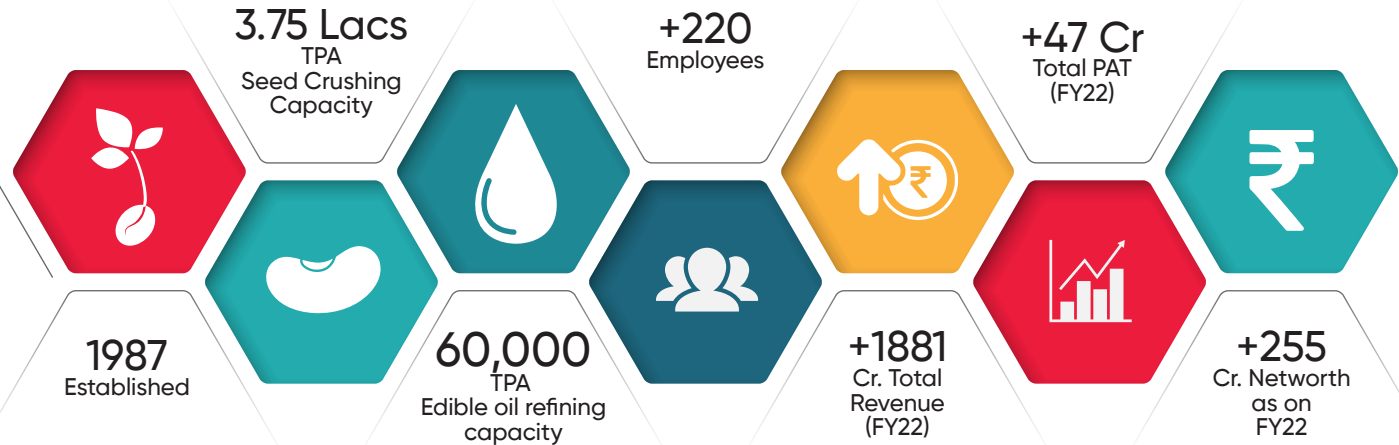 3.75 Lacs
TPA
Seed Crushing
Capacity
+220
Employees
+47 Cr
Total PAT
(FY22)
1987
Established
60,000
TPA
Edible oil refining
capacity
+1881
Cr. Total
Revenue
(FY22)
+255
Cr. Networth
as on
FY22